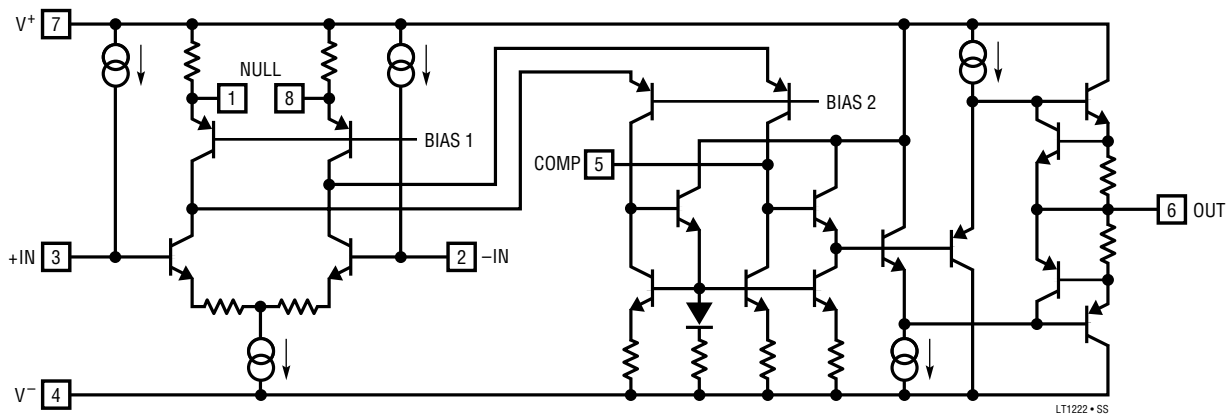 V+ 7
NULL
1 8
BIAS 2
BIAS 1
COMP 5
6 OUT
+IN 3
2 –IN
V– 4
LT1222 • SS